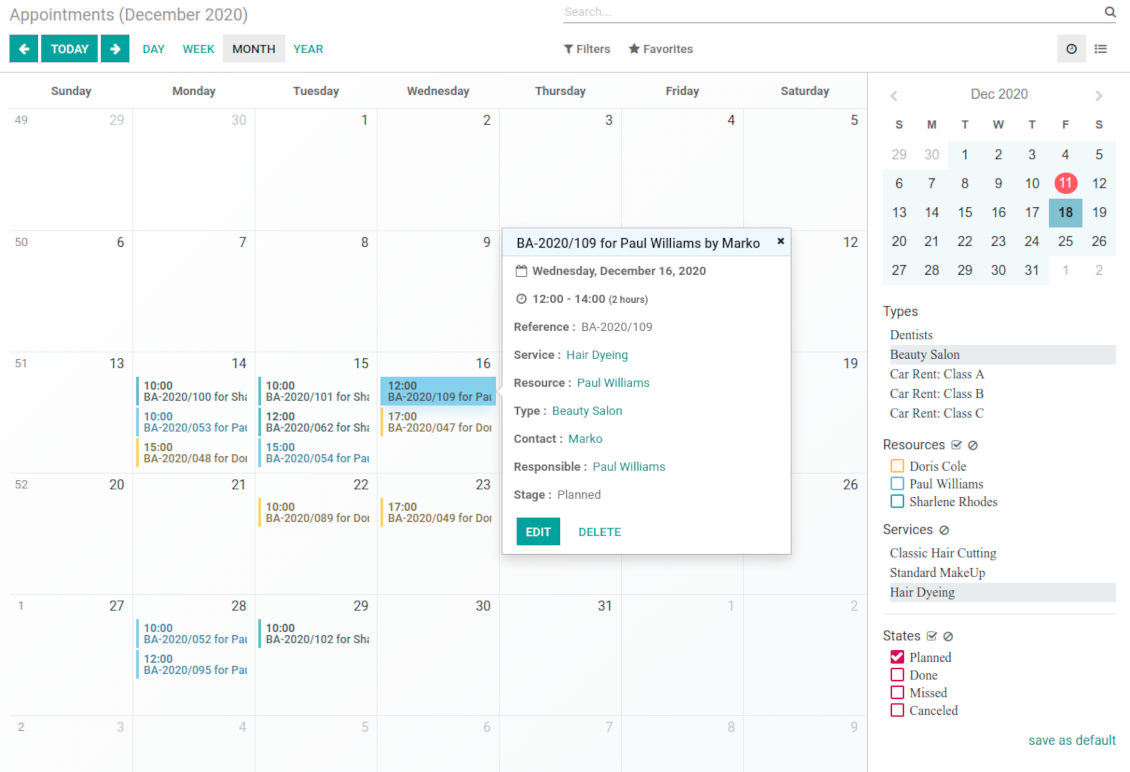 Appointments (December 2020)
Search...
TODAY DAY WEEK MONTH YEAR
Filters Favorites
Sunday Monday Tuesday Wednesday Thursday Friday Saturday
49 29 30 1 2 3 4 5
50 6 7 8 9 12
51 13 14 15 16 19
10:00
BA-2020/100 for Sha
10:00
BA-2020/053 for Pau
15:00
BA-2020/048 for Dor
10:00
BA-2020/101 for Sha
12:00
BA-2020/062 for Sha
15:00
BA-2020/054 for Pau
12:00
BA-2020/109 for Pau
17:00
BA-2020/047 for Dor
52 20 21 22 23 26
10:00
BA-2020/089 for Dor
17:00
BA-2020/049 for Dor
1 27 28 29 30 31 1 2
10:00
BA-2020/052 for Pau
12:00
BA-2020/095 for Pau
10:00
BA-2020/102 for Sha
2 3 4 5 6 7 8 9
BA-2020/109 for Paul Williams by Marko ×
Wednesday, December 16, 2020
12:00 - 14:00 (2 hours)
Reference : BA-2020/109
Service : Hair Dyeing
Resource : Paul Williams
Type : Beauty Salon
Contact : Marko
Responsible : Paul Williams
Stage : Planned
EDIT DELETE
Dec 2020
S M T W T F S
29 30 1 2 3 4 5
6 7 8 9 10 11 12
13 14 15 16 17 18 19
20 21 22 23 24 25 26
27 28 29 30 31 1 2
Types
Dentists
Beauty Salon
Car Rent: Class A
Car Rent: Class B
Car Rent: Class C
Resources
Doris Cole
Paul Williams
Sharlene Rhodes
Services
Classic Hair Cutting
Standard MakeUp
Hair Dyeing
States
Planned
Done
Missed
Canceled
save as default